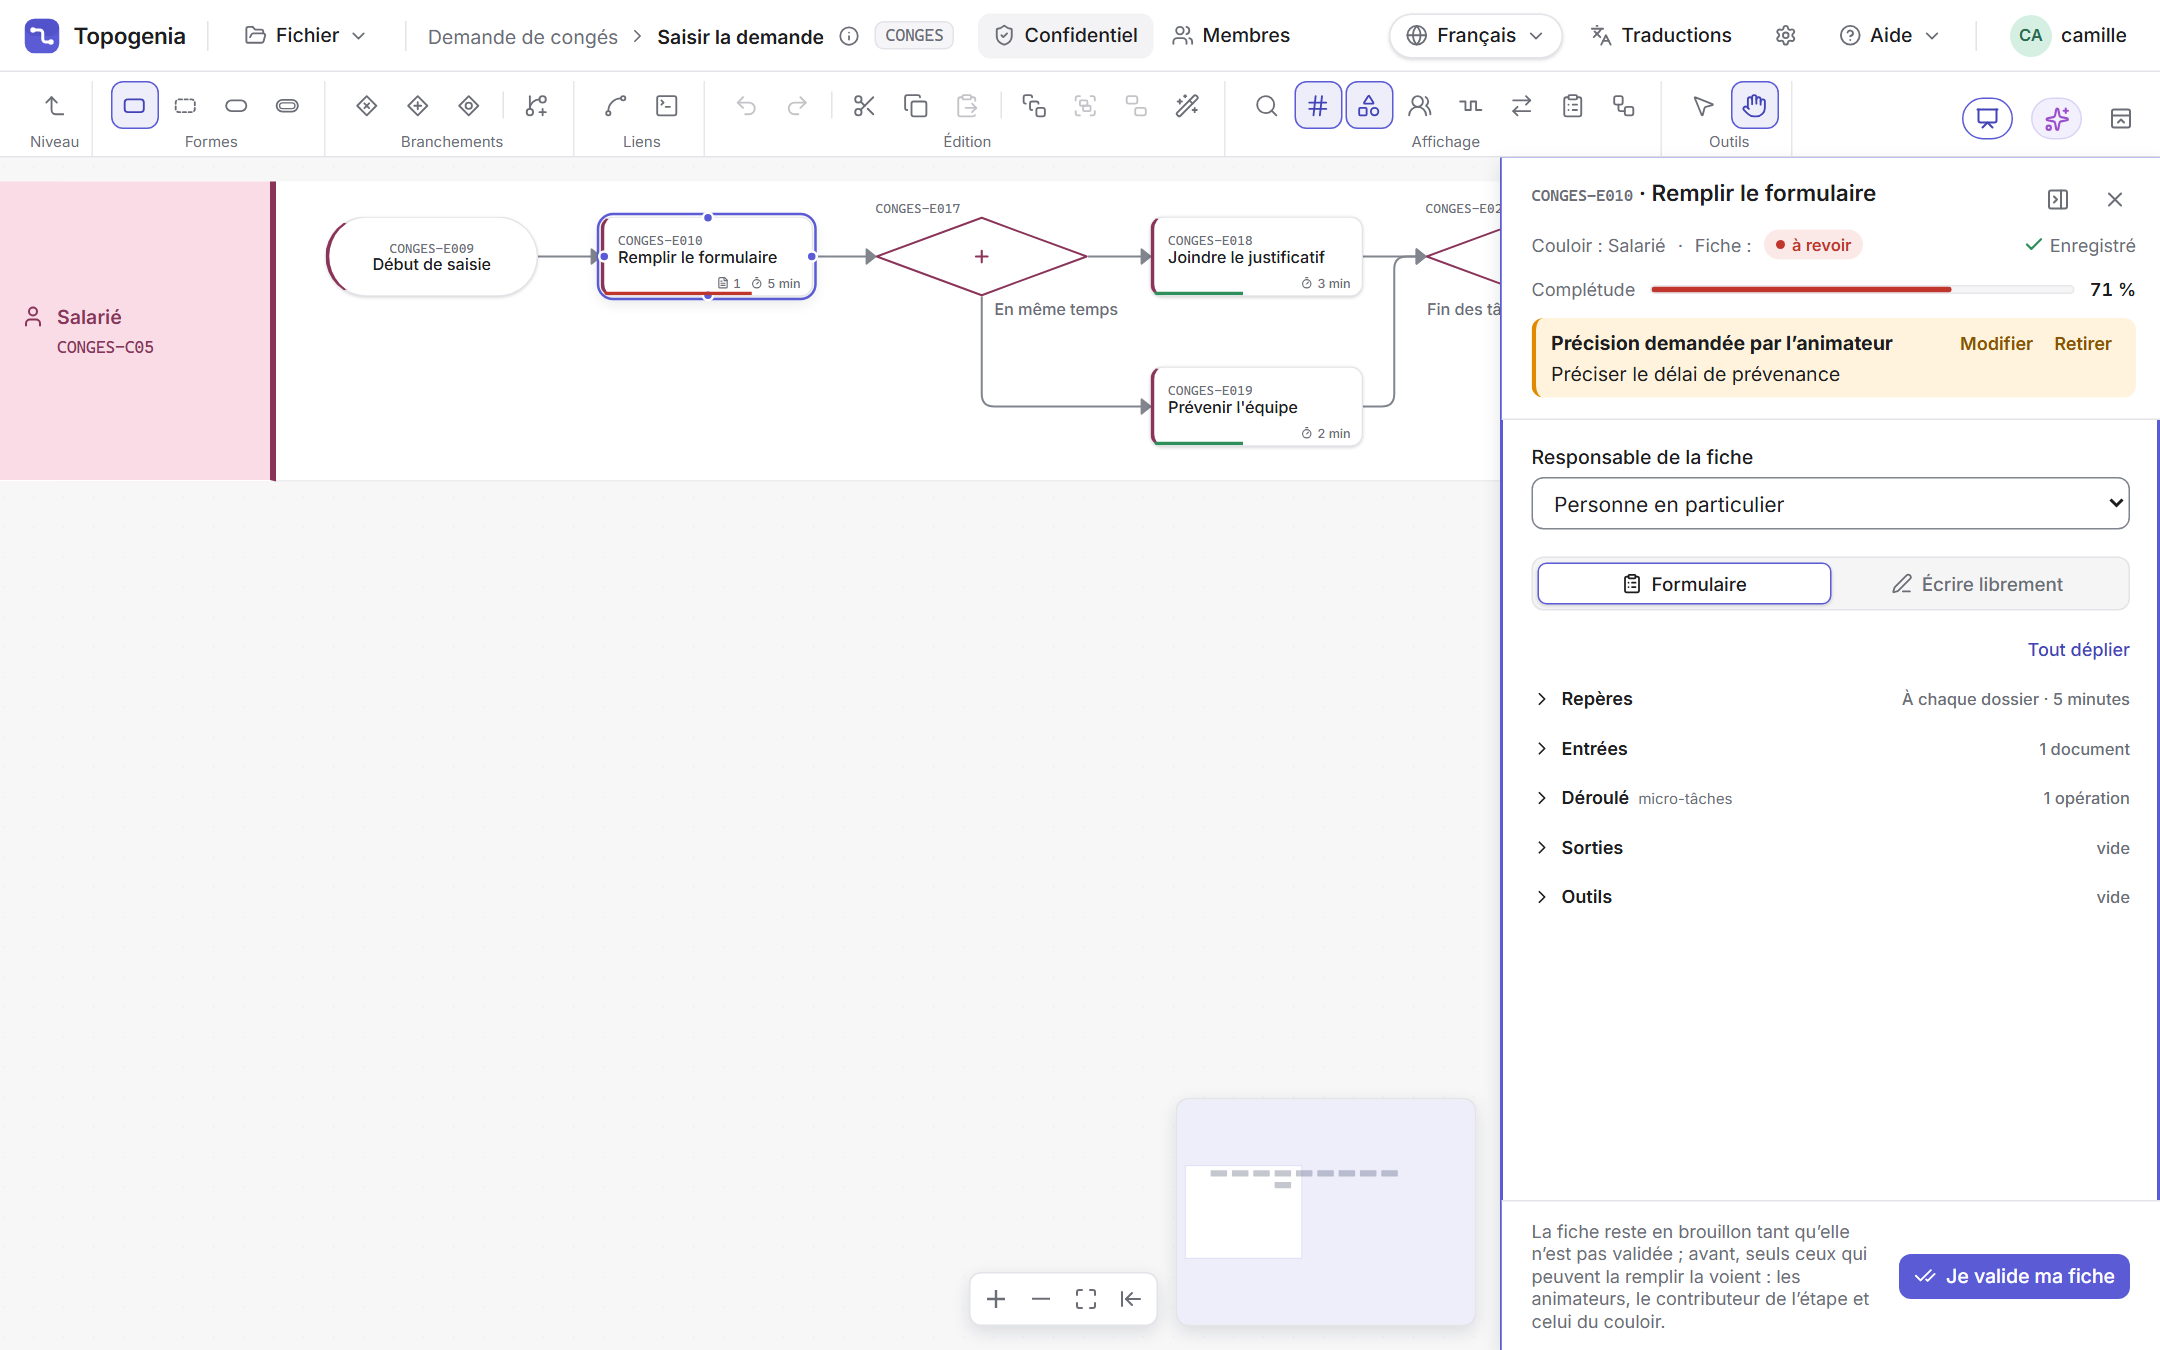 Topogenia
Fichier
Demande de congés
Saisir la demande
CONGES
Confidentiel
Membres
Français
Traductions
Aide
CA
camille
Niveau
Formes
Branchements
Liens
Édition
Affichage
Outils
Salarié
CONGES-C05
CONGES-E009
Début de saisie
CONGES-E010
Remplir le formulaire
1
5 min
CONGES-E017
En même temps
CONGES-E018
Joindre le justificatif
3 min
CONGES-E019
Prévenir l'équipe
2 min
CONGES-E02
Fin des tâ
CONGES-E010 · Remplir le formulaire
Couloir : Salarié · Fiche : à revoir
Enregistré
Complétude
71 %
Précision demandée par l’animateur
Modifier
Retirer
Préciser le délai de prévenance
Responsable de la fiche
Personne en particulier
Formulaire
Écrire librement
Tout déplier
Repères
À chaque dossier · 5 minutes
Entrées
1 document
Déroulé micro-tâches
1 opération
Sorties
vide
Outils
vide
La fiche reste en brouillon tant qu’elle
n’est pas validée ; avant, seuls ceux qui
peuvent la remplir la voient : les
animateurs, le contributeur de l’étape et
celui du couloir.
Je valide ma fiche